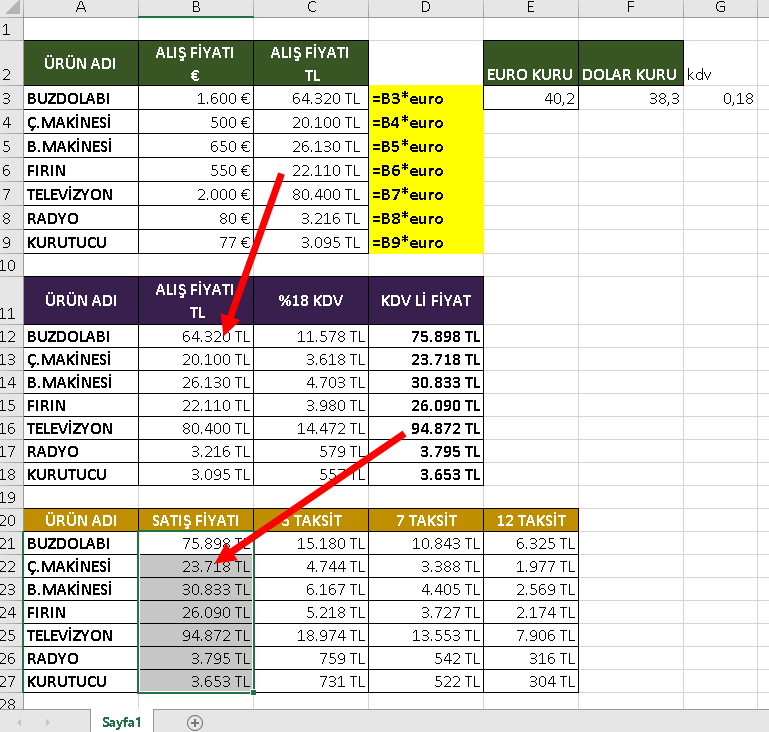 A B C D E F G
1
ALIŞ FİYATI ALIŞ FİYATI
2 ÜRÜN ADI € TL EURO KURU DOLAR KURU kdv
3 BUZDOLABI 1.600 € 64.320 TL =B3*euro 40,2 38,3 0,18
4 Ç.MAKİNESİ 500 € 20.100 TL =B4*euro
5 B.MAKİNESİ 650 € 26.130 TL =B5*euro
6 FIRIN 550 € 22.110 TL =B6*euro
7 TELEVİZYON 2.000 € 80.400 TL =B7*euro
8 RADYO 80 € 3.216 TL =B8*euro
9 KURUTUCU 77 € 3.095 TL =B9*euro
10
ALIŞ FİYATI
11 ÜRÜN ADI TL %18 KDV KDV Lİ FİYAT
12 BUZDOLABI 64.320 TL 11.578 TL 75.898 TL
13 Ç.MAKİNESİ 20.100 TL 3.618 TL 23.718 TL
14 B.MAKİNESİ 26.130 TL 4.703 TL 30.833 TL
15 FIRIN 22.110 TL 3.980 TL 26.090 TL
16 TELEVİZYON 80.400 TL 14.472 TL 94.872 TL
17 RADYO 3.216 TL 579 TL 3.795 TL
18 KURUTUCU 3.095 TL 557 TL 3.653 TL
19
20 ÜRÜN ADI SATIŞ FİYATI TAKSİT 7 TAKSİT 12 TAKSİT
21 BUZDOLABI 75.898 TL 15.180 TL 10.843 TL 6.325 TL
22 Ç.MAKİNESİ 23.718 TL 4.744 TL 3.388 TL 1.977 TL
23 B.MAKİNESİ 30.833 TL 6.167 TL 4.405 TL 2.569 TL
24 FIRIN 26.090 TL 5.218 TL 3.727 TL 2.174 TL
25 TELEVİZYON 94.872 TL 18.974 TL 13.553 TL 7.906 TL
26 RADYO 3.795 TL 759 TL 542 TL 316 TL
27 KURUTUCU 3.653 TL 731 TL 522 TL 304 TL
28
Sayfa1